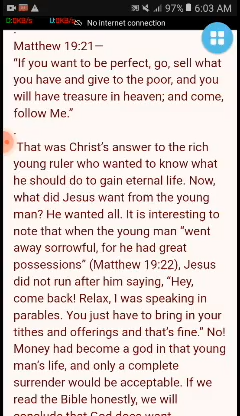 97% 6:03 AM
O:0KB/s U:0KB/s No internet connection
.
Matthew 19:21—
“If you want to be perfect, go, sell what
you have and give to the poor, and you
will have treasure in heaven; and come,
follow Me.”
.
That was Christ’s answer to the rich
young ruler who wanted to know what
he should do to gain eternal life. Now,
what did Jesus want from the young
man? He wanted all. It is interesting to
note that when the young man “went
away sorrowful, for he had great
possessions” (Matthew 19:22), Jesus
did not run after him saying, “Hey,
come back! Relax, I was speaking in
parables. You just have to bring in your
tithes and offerings and that’s fine.” No!
Money had become a god in that young
man’s life, and only a complete
surrender would be acceptable. If we
read the Bible honestly, we will
conclude that God does want